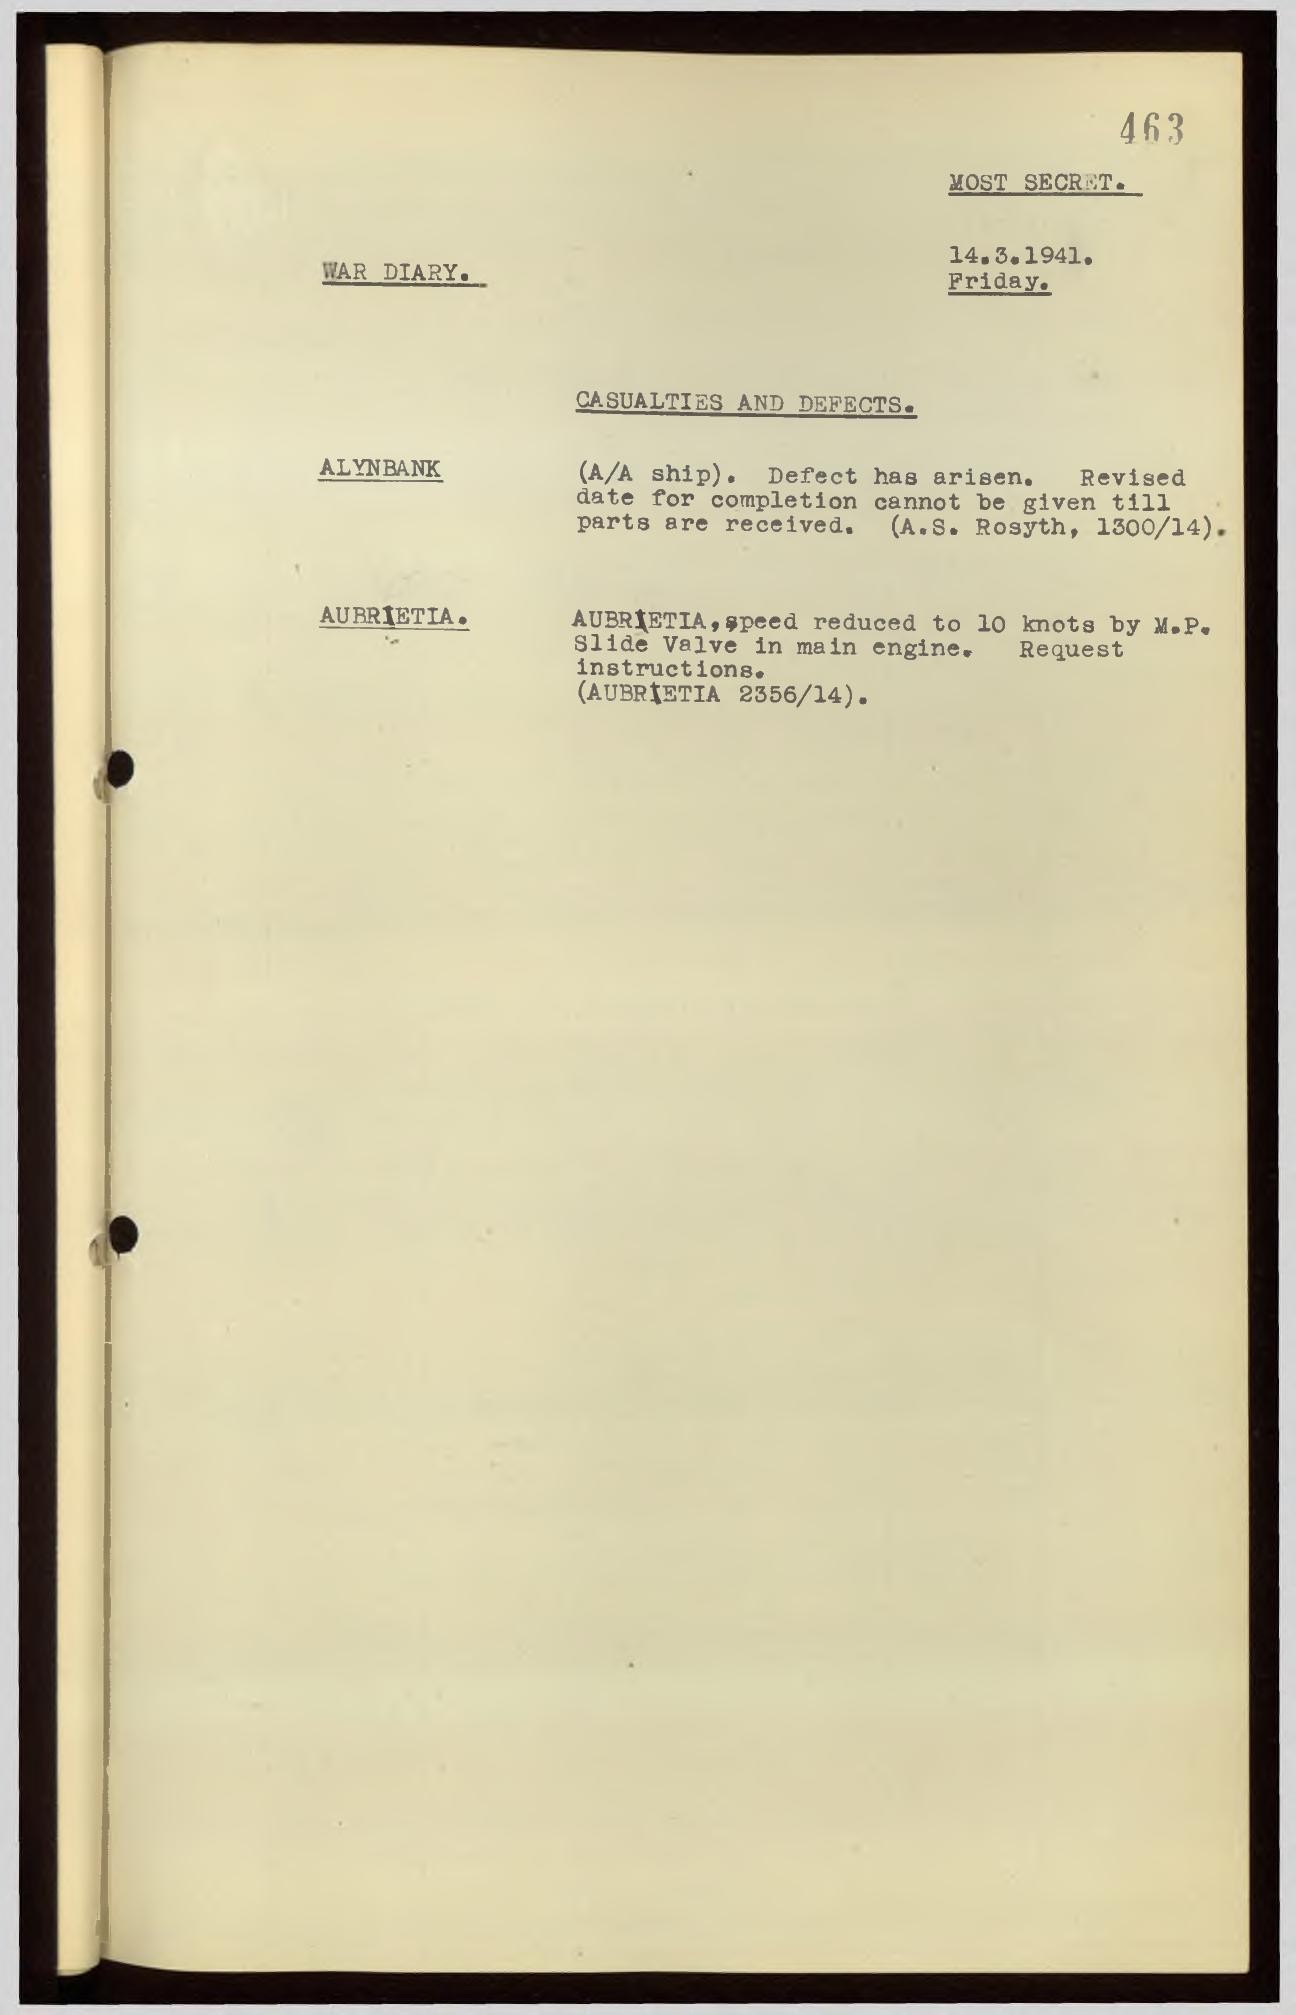 463
MOST SECRET.
14.3.1941.
Friday.
WAR DIARY.
CASUALTIES AND DEFECTS.
ALYNBANK
(A/A ship). Defect has arisen. Revised
date for completion cannot be given till
parts are received. (A.S. Rosyth, 1300/14).
AUBRIETIA.
AUBRIETIA, speed reduced to 10 knots by M.P.
Slide Valve in main engine. Request
instructions.
(AUBRIETIA 2356/14).